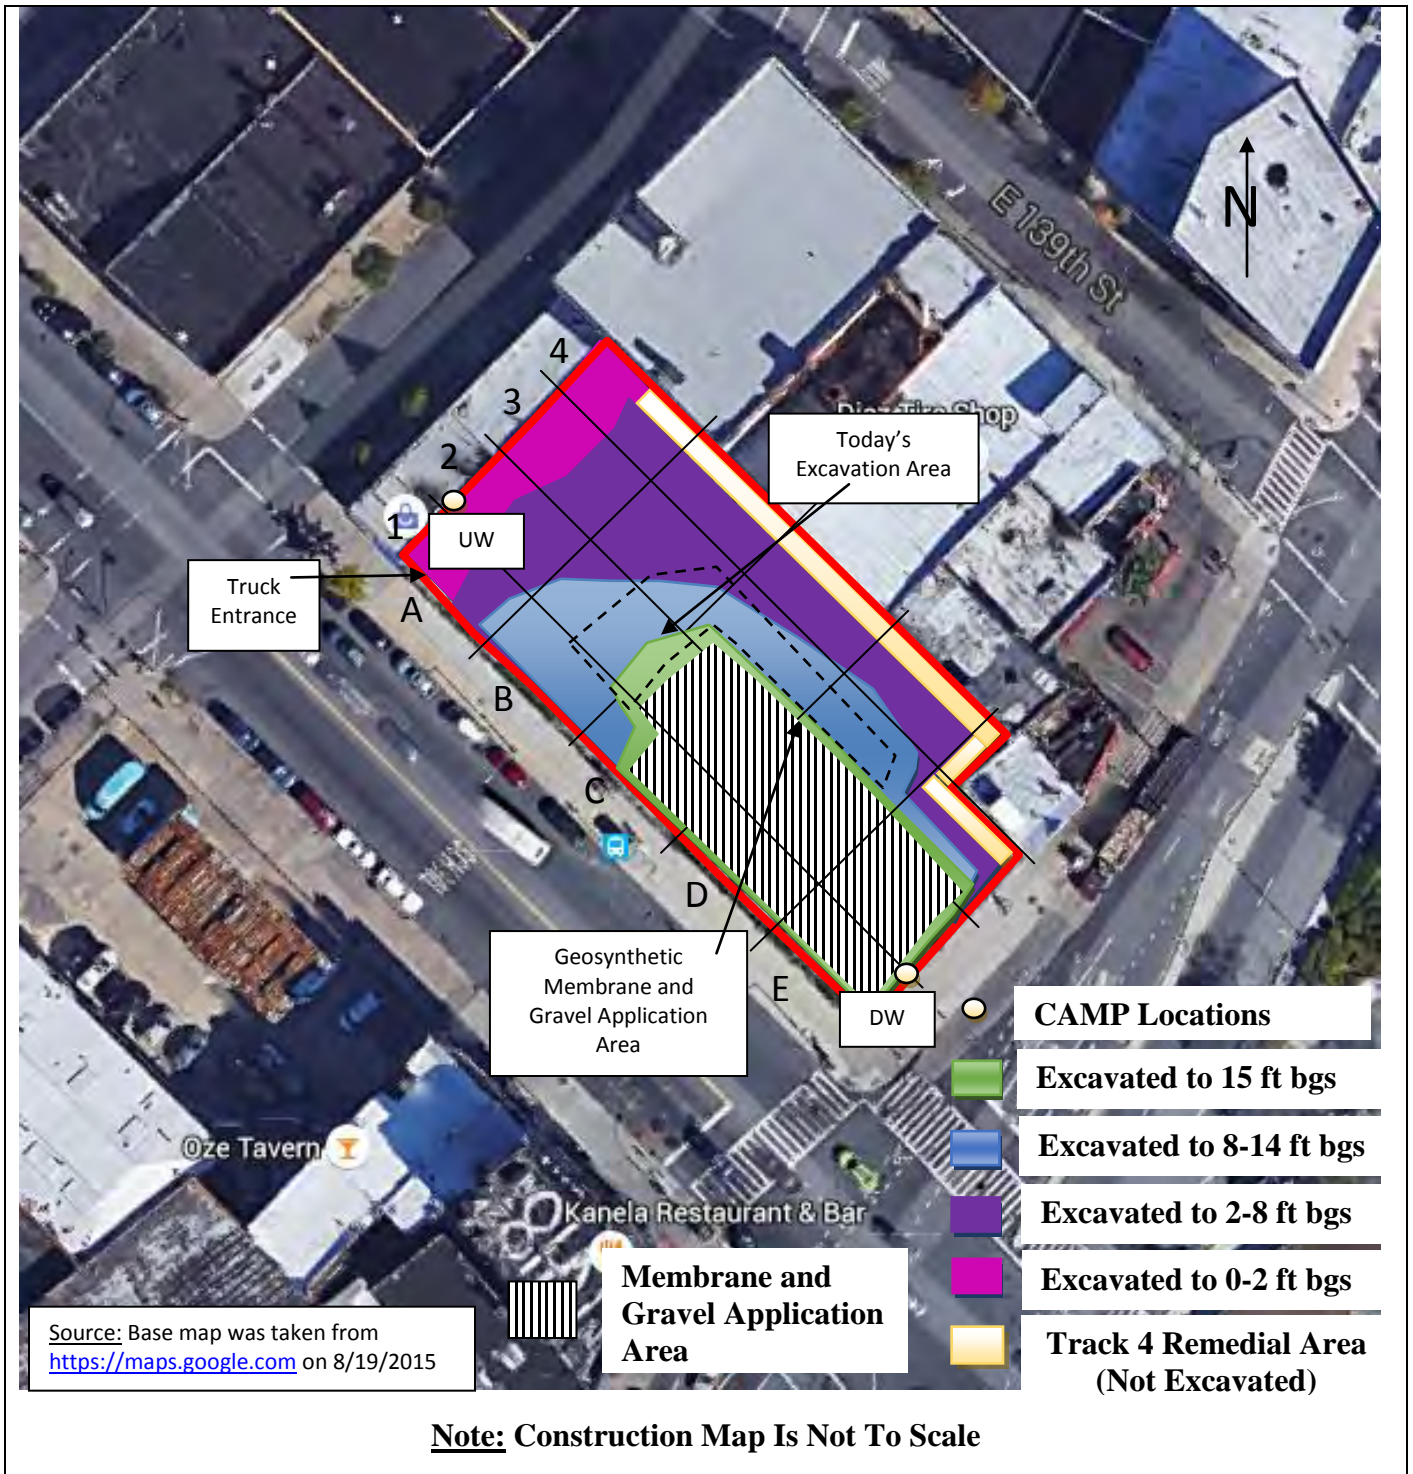 N
E 139th St
Diaz Tire Shop
4
3
2
1
Today's
Excavation Area
UW
Truck
Entrance
A
B
C
D
E
Geosynthetic
Membrane and
Gravel Application
Area
DW
CAMP Locations
Excavated to 15 ft bgs
Excavated to 8-14 ft bgs
Excavated to 2-8 ft bgs
Excavated to 0-2 ft bgs
Track 4 Remedial Area
(Not Excavated)
Oze Tavern
Kanela Restaurant & Bar
Membrane and
Gravel Application
Area
Source: Base map was taken from
https://maps.google.com on 8/19/2015
Note: Construction Map Is Not To Scale